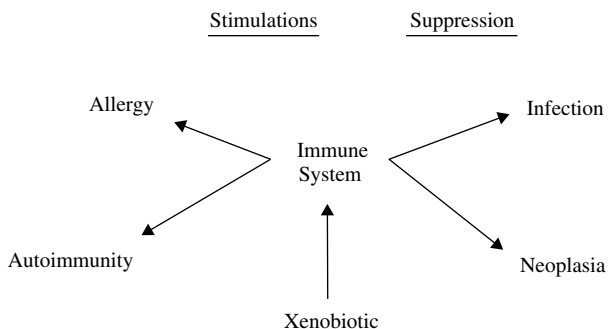 Stimulations
Suppression
Allergy
Infection
Immune
System
Autoimmunity
Neoplasia
Xenobiotic